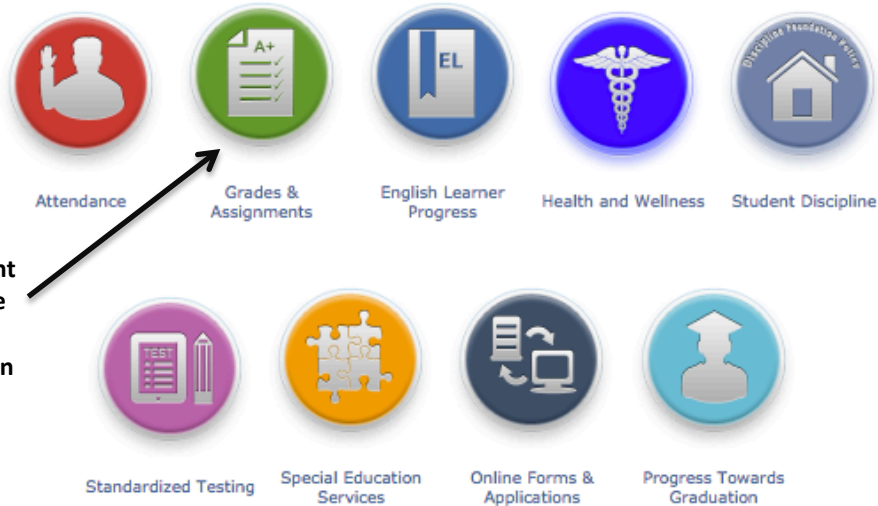 Discipline Foundation Policy
A+
EL
Attendance
Grades &
Assignments
English Learner
Progress
Health and Wellness
Student Discipline
nt
e
n
TEST
Standardized Testing
Special Education
Services
Online Forms &
Applications
Progress Towards
Graduation